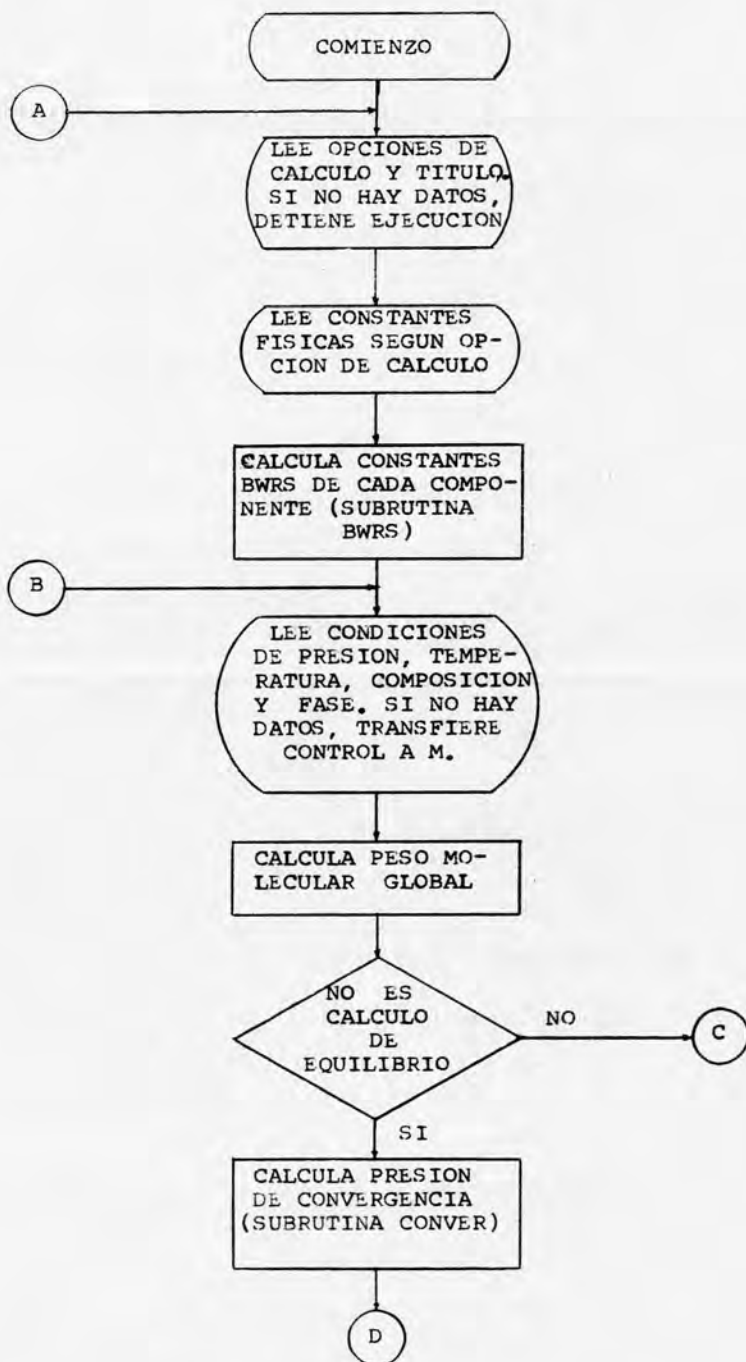 COMIENZO
A
LEE OPCIONES DE
CALCULO Y TITULO.
SI NO HAY DATOS,
DETIENE EJECUCION
LEE CONSTANTES
FISICAS SEGUN OP-
CION DE CALCULO
CALCULA CONSTANTES
BWRS DE CADA COMPO-
NENTE (SUBRUTINA
BWRS)
B
LEE CONDICIONES
DE PRESION, TEMPE-
RATURA, COMPOSICION
Y FASE. SI NO HAY
DATOS, TRANSFIERE
CONTROL A M.
CALCULA PESO MO-
LECULAR GLOBAL
NO ES
CALCULO
DE
EQUILIBRIO
NO
C
SI
CALCULA PRESION
DE CONVERGENCIA
(SUBRUTINA CONVER)
D